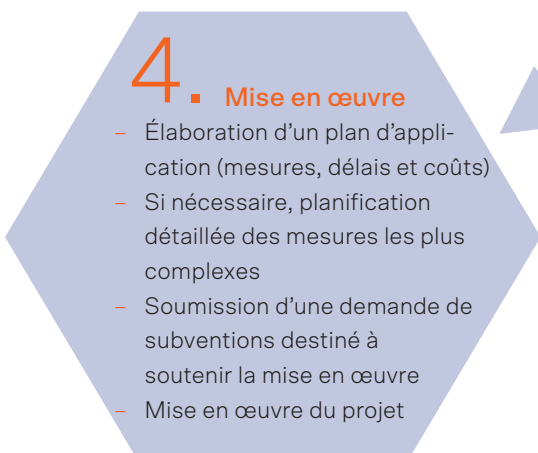 4. Mise en œuvre
– Élaboration d’un plan d’appli-
cation (mesures, délais et coûts)
– Si nécessaire, planification
détaillée des mesures les plus
complexes
– Soumission d’une demande de
subventions destiné à
soutenir la mise en œuvre
– Mise en œuvre du projet